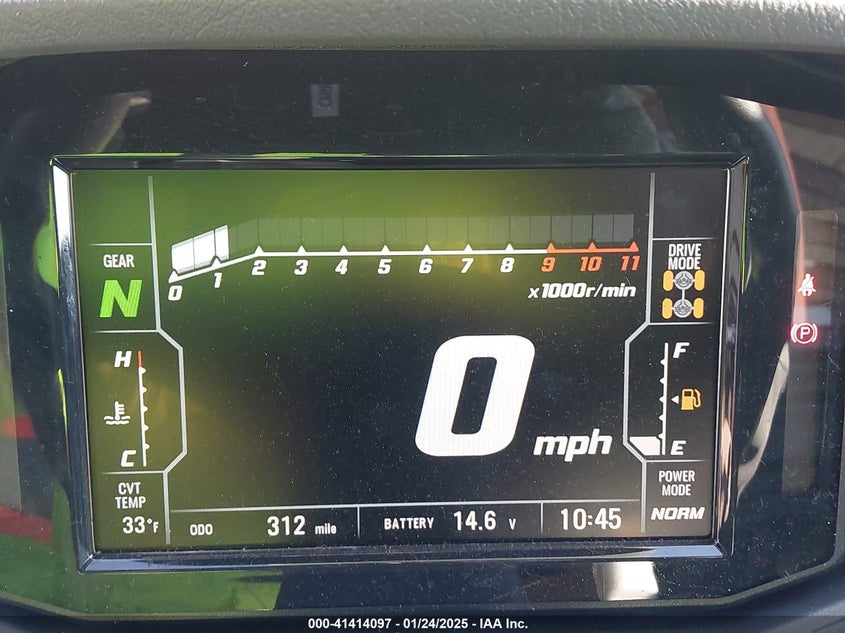 GEAR
N
0 1 2 3 4 5 6 7 8 9 10 11
x1000r/min
DRIVE
MODE
H
C
0 mph
F
E
CVT
TEMP
33°F
ODO 312 mile
BATTERY 14.6 V
10:45
POWER
MODE
NORM
P
000-41414097 - 01/24/2025 - IAA Inc.